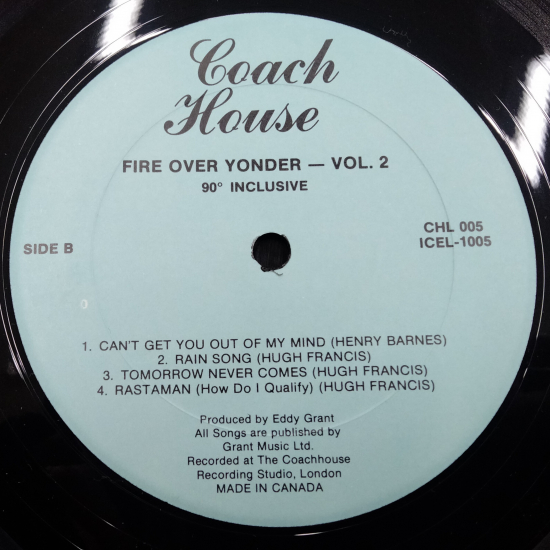 Coach
House
FIRE OVER YONDER — VOL. 2
90° INCLUSIVE
SIDE B
CHL 005
ICEL-1005
1. CAN'T GET YOU OUT OF MY MIND (HENRY BARNES)
2. RAIN SONG (HUGH FRANCIS)
3. TOMORROW NEVER COMES (HUGH FRANCIS)
4. RASTAMAN (How Do I Qualify) (HUGH FRANCIS)
Produced by Eddy Grant
All Songs are published by
Grant Music Ltd.
Recorded at The Coachhouse
Recording Studio, London
MADE IN CANADA